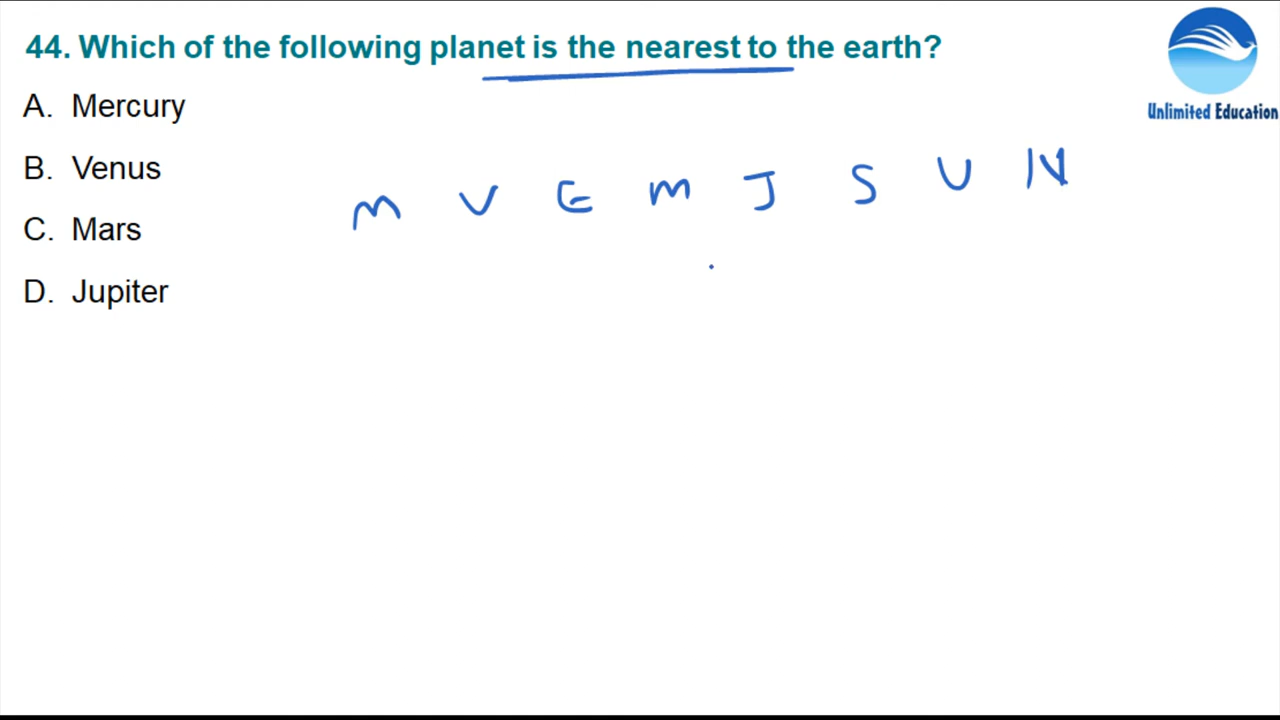 44. Which of the following planet is the nearest to the earth?
Unlimited Education
A. Mercury
B. Venus
C. Mars
D. Jupiter
M V E M J S U N